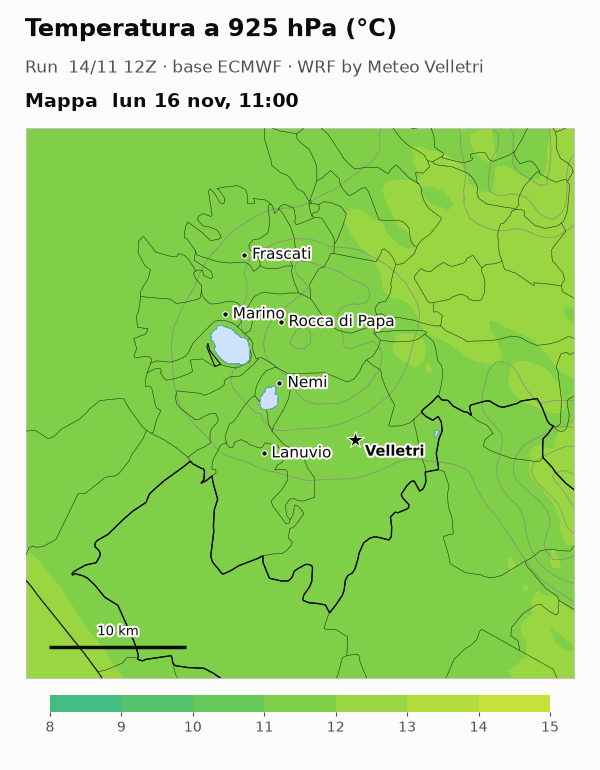 Temperatura a 925 hPa (°C)
Run  14/11 12Z · base ECMWF · WRF by Meteo Velletri
Mappa  lun 16 nov, 11:00
Frascati
Marino
Rocca di Papa
Nemi
Velletri
Lanuvio
10 km
8 9 10 11 12 13 14 15